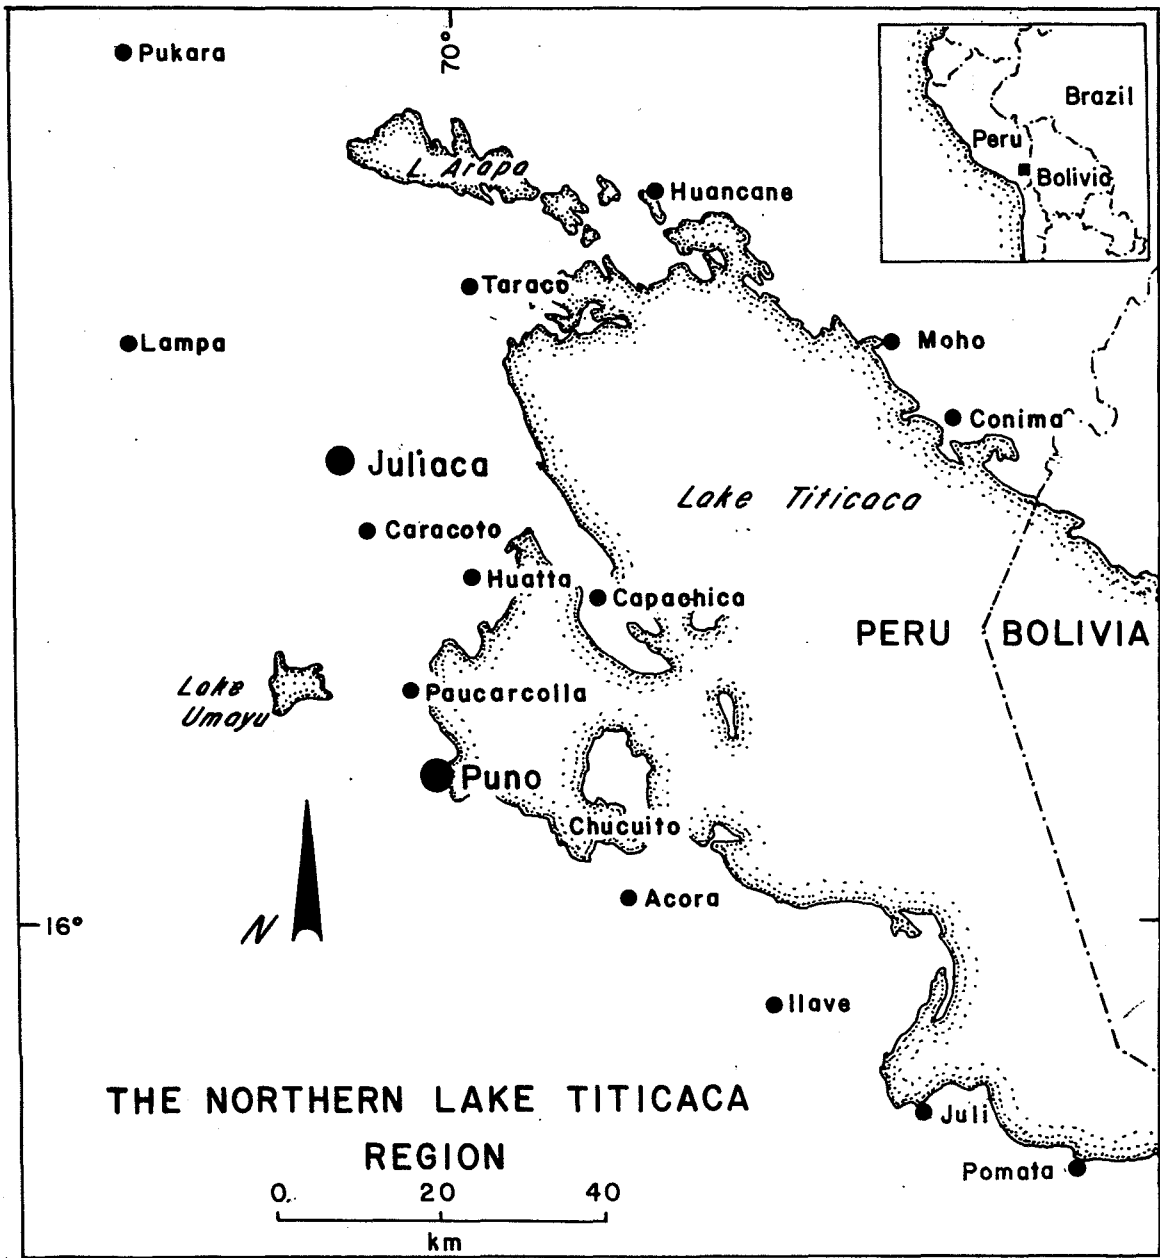 70°
Pukara
Brazil
Peru
Bolivia
L. Arapa
Huancane
Taraco
Lampa
Moho
Conima
Juliaca
Lake Titicaca
Caracoto
Huatta
Capachica
PERU
BOLIVIA
Lake
Umayu
Paucarcolla
Puno
Chucuito
Acora
16°
N
Ilave
THE NORTHERN LAKE TITICACA
REGION
Juli
Pomata
0 20 40
km